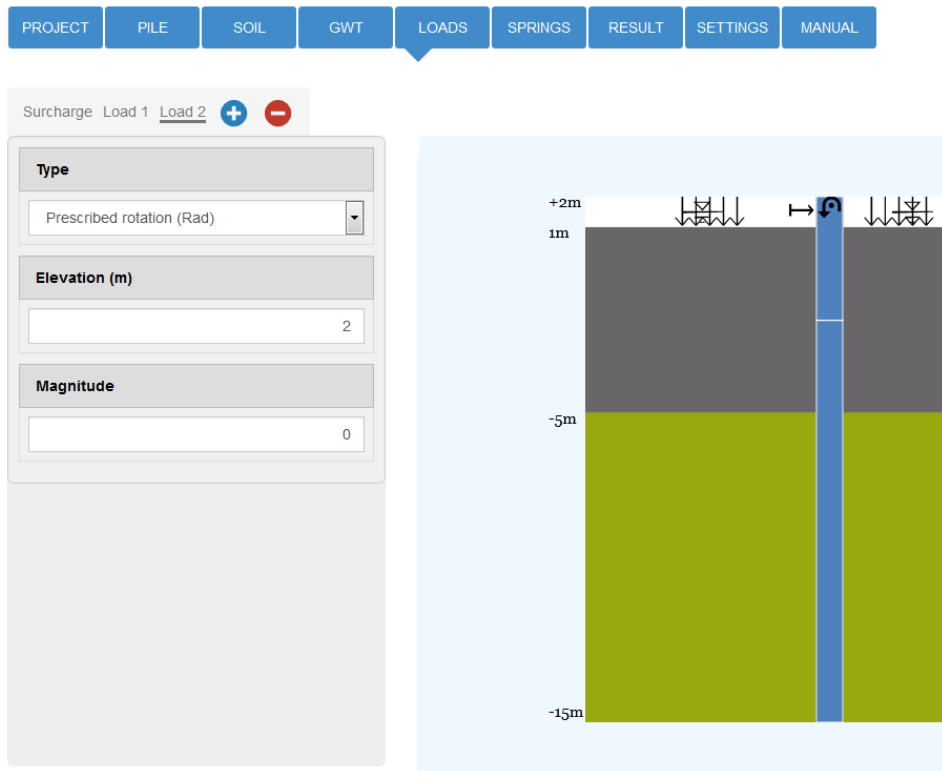 PROJECT PILE SOIL GWT LOADS SPRINGS RESULT SETTINGS MANUAL
Surcharge Load 1 Load 2
Type
Prescribed rotation (Rad)
Elevation (m)
2
Magnitude
0
+2m
1m
-5m
-15m